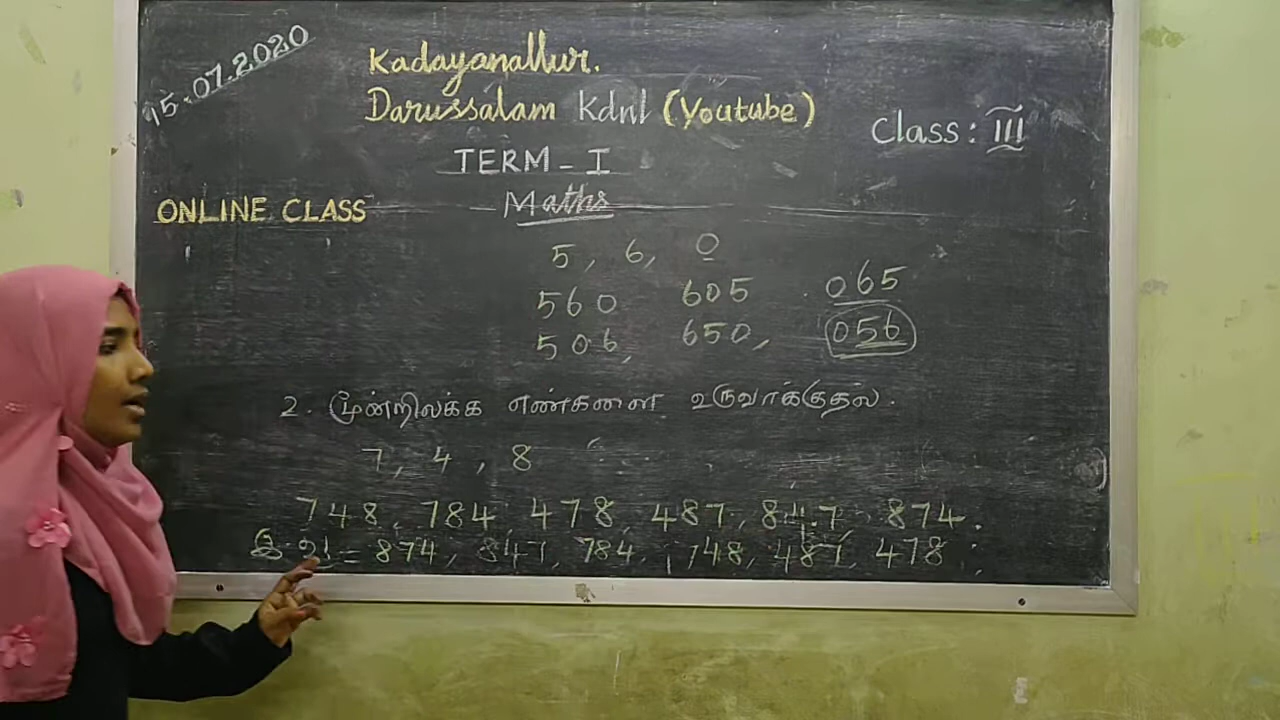 15.07.2020
Kadayanallur.
Darussalam Kdnl (Youtube)
Class: III
TERM - I
Maths
ONLINE CLASS
5, 6, 0
560 605 065
506, 650, 056
2. மூன்றிலக்க எண்களை உருவாக்குதல்.
7, 4, 8
748, 784, 478, 487, 847, 874.
874, 847, 784, 748, 487, 478